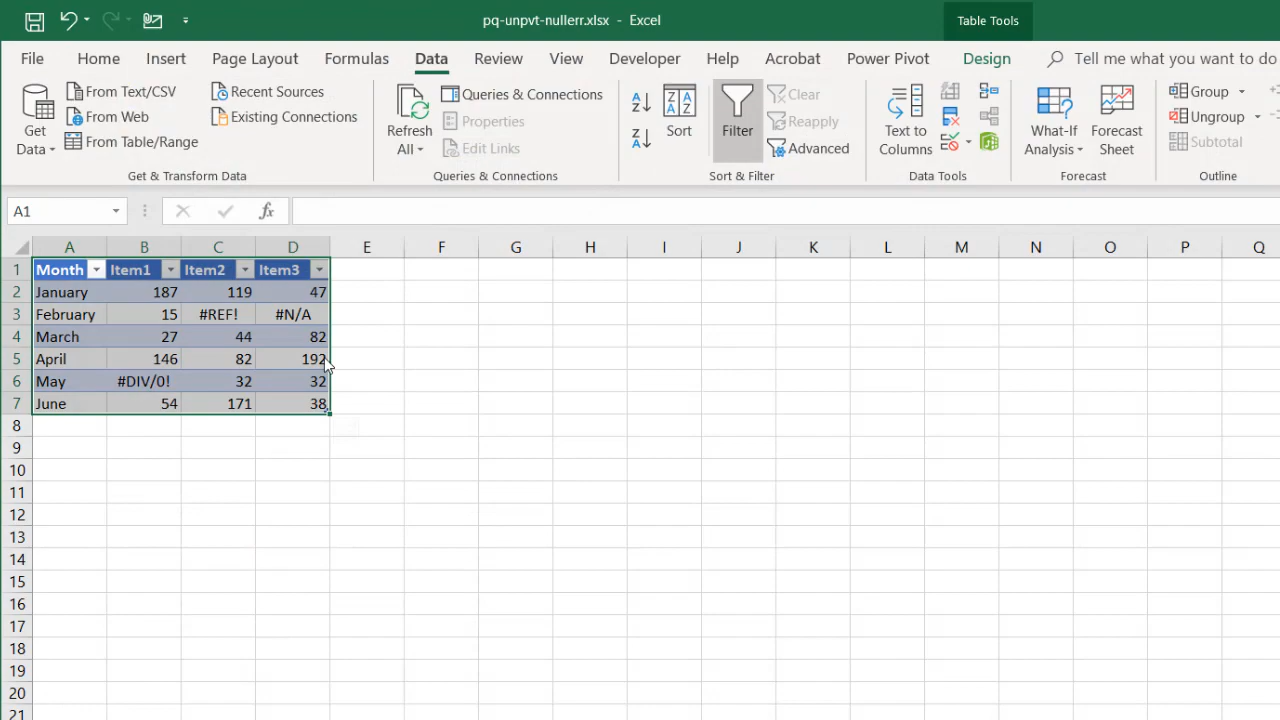 pq-unpvt-nullerr.xlsx - Excel
Table Tools
File Home Insert Page Layout Formulas Data Review View Developer Help Acrobat Power Pivot Design Tell me what you want to do
Get Data
From Text/CSV
From Web
From Table/Range
Recent Sources
Existing Connections
Get & Transform Data
Refresh All
Queries & Connections
Properties
Edit Links
Queries & Connections
Sort
Filter
Clear
Reapply
Advanced
Sort & Filter
Text to Columns
Data Tools
What-If Analysis
Forecast Sheet
Forecast
Group
Ungroup
Subtotal
Outline
A1
fx
A B C D E F G H I J K L M N O P Q
1 Month Item1 Item2 Item3
2 January 187 119 47
3 February 15 #REF! #N/A
4 March 27 44 82
5 April 146 82 192
6 May #DIV/0! 32 32
7 June 54 171 38
8
9
10
11
12
13
14
15
16
17
18
19
20
21